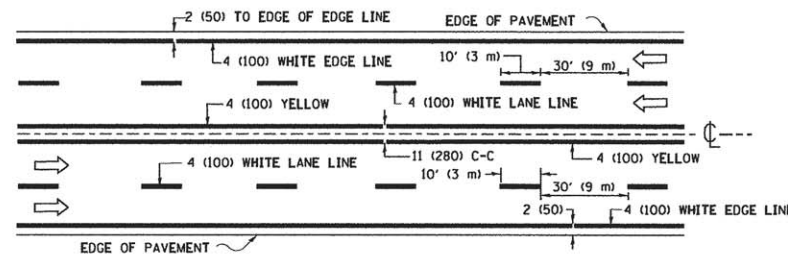 2 (50) TO EDGE OF EDGE LINE
EDGE OF PAVEMENT
4 (100) WHITE EDGE LINE
10' (3 m)
30' (9 m)
4 (100) YELLOW
4 (100) WHITE LANE LINE
CL
4 (100) WHITE LANE LINE
11 (280) C-C
4 (100) YELLOW
10' (3 m)
30' (9 m)
2 (50)
4 (100) WHITE EDGE LINE
EDGE OF PAVEMENT